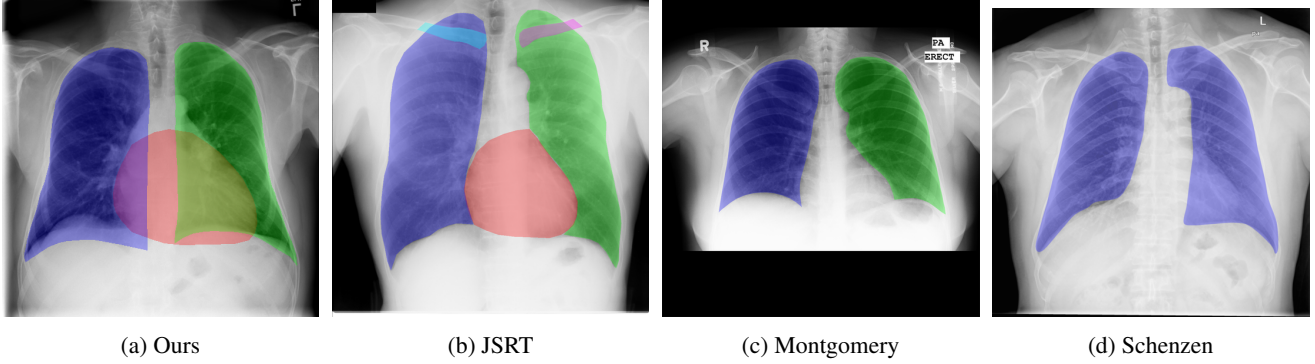 L
R
PA
ERECT
L
(a) Ours
(b) JSRT
(c) Montgomery
(d) Schenzen